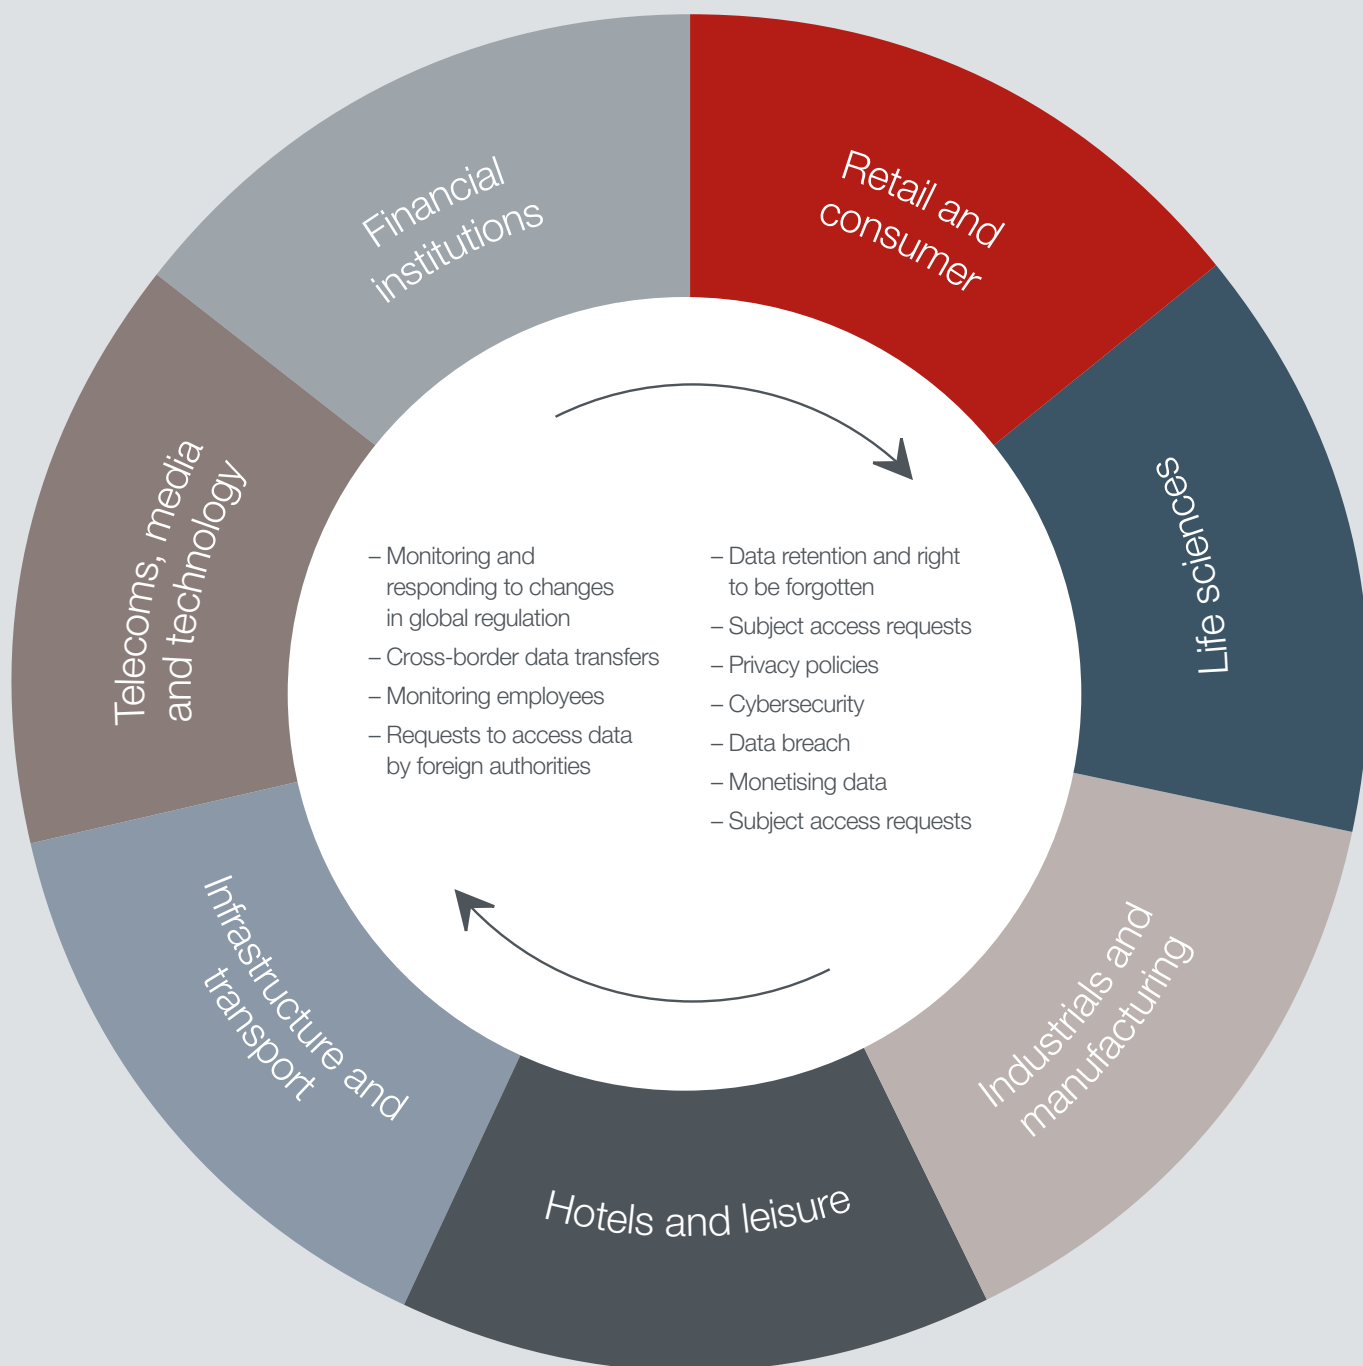 Financial
institutions
Retail and
consumer
Telecoms, media
and technology
Life sciences
– Monitoring and
responding to changes
in global regulation
– Cross-border data transfers
– Monitoring employees
– Requests to access data
by foreign authorities
– Data retention and right
to be forgotten
– Subject access requests
– Privacy policies
– Cybersecurity
– Data breach
– Monetising data
– Subject access requests
Infrastructure and
transport
Industrials and
manufacturing
Hotels and leisure